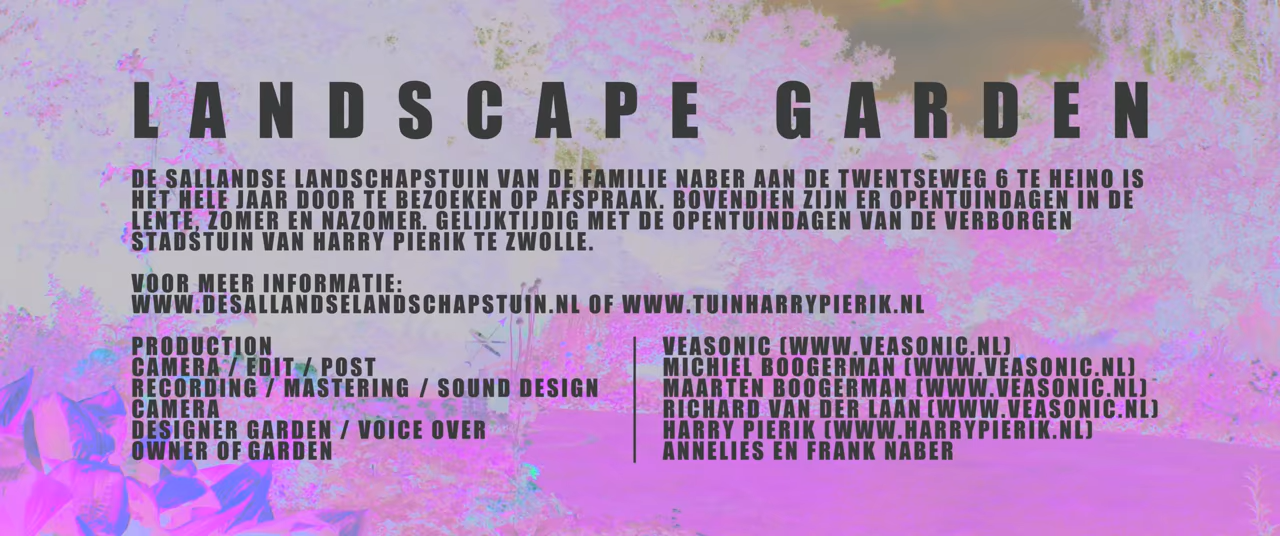 LANDSCAPE GARDEN
DE SALLANDSE LANDSCHAPSTUIN VAN DE FAMILIE NABER AAN DE TWENTSEWEG 6 TE HEINO IS
HET HELE JAAR DOOR TE BEZOEKEN OP AFSPRAAK. BOVENDIEN ZIJN ER OPENTUINDAGEN IN DE
LENTE, ZOMER EN NAZOMER. GELIJKTIJDIG MET DE OPENTUINDAGEN VAN DE VERBORGEN
STADSTUIN VAN HARRY PIERIK TE ZWOLLE.
VOOR MEER INFORMATIE:
WWW.DESALLANDSELANDSCHAPSTUIN.NL OF WWW.TUINHARRYPIERIK.NL
PRODUCTION VEASONIC (WWW.VEASONIC.NL)
CAMERA / EDIT / POST MICHIEL BOOGERMAN (WWW.VEASONIC.NL)
RECORDING / MASTERING / SOUND DESIGN MAARTEN BOOGERMAN (WWW.VEASONIC.NL)
CAMERA RICHARD VAN DER LAAN (WWW.VEASONIC.NL)
DESIGNER GARDEN / VOICE OVER HARRY PIERIK (WWW.HARRYPIERIK.NL)
OWNER OF GARDEN ANNELIES EN FRANK NABER